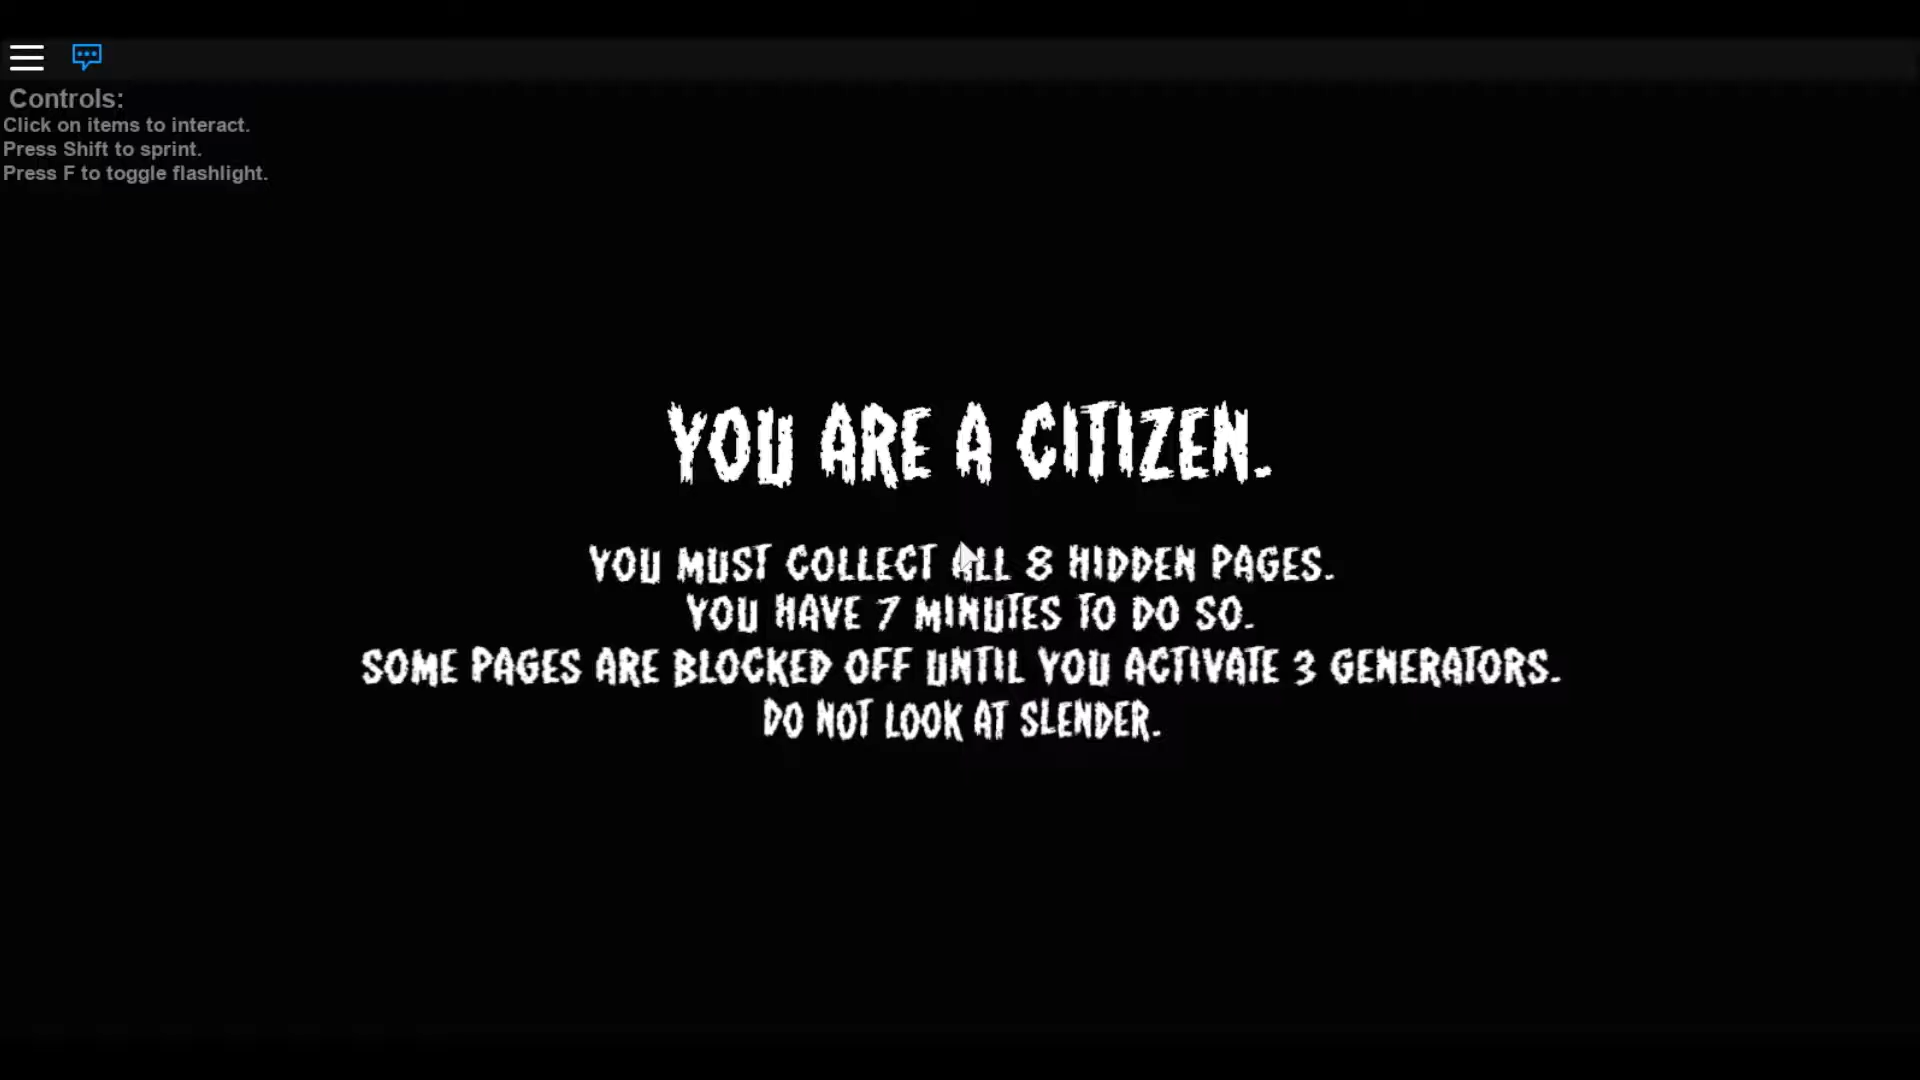 Controls:
Click on items to interact.
Press Shift to sprint.
Press F to toggle flashlight.
YOU ARE A CITIZEN.
YOU MUST COLLECT ALL 8 HIDDEN PAGES.
YOU HAVE 7 MINUTES TO DO SO.
SOME PAGES ARE BLOCKED OFF UNTIL YOU ACTIVATE 3 GENERATORS.
DO NOT LOOK AT SLENDER.